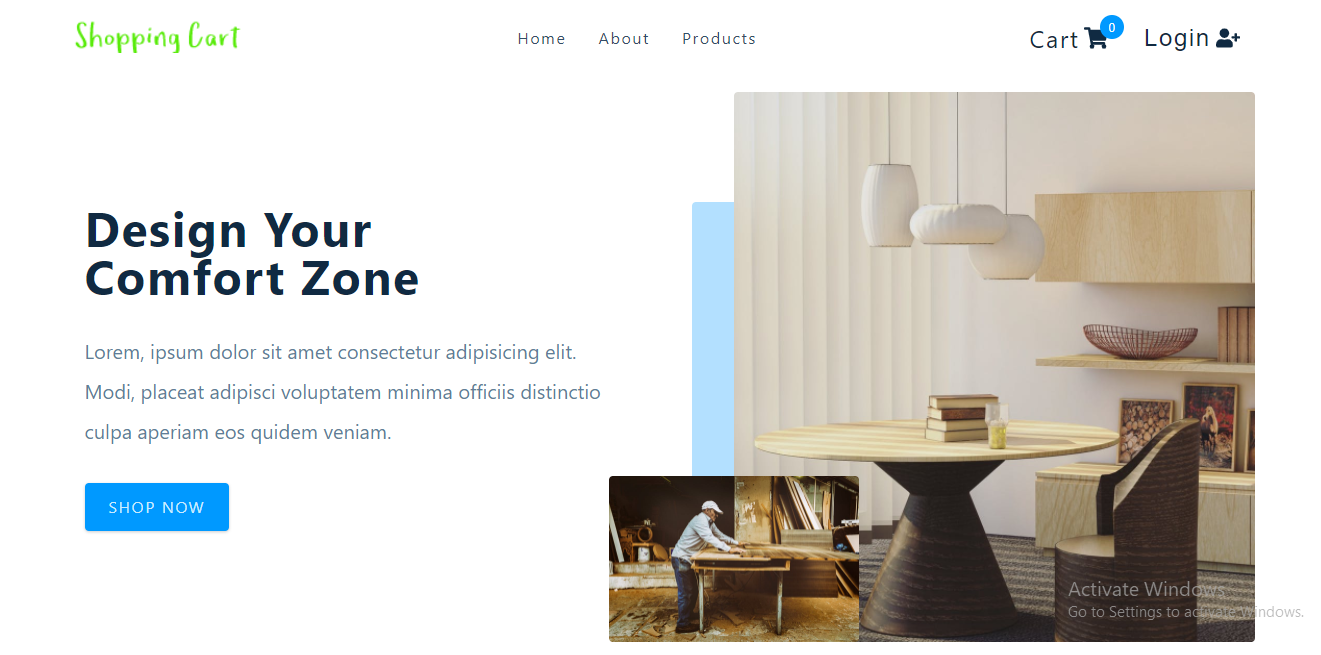 Shopping Cart
Home
About
Products
Cart
0
Login
Design Your
Comfort Zone
Lorem, ipsum dolor sit amet consectetur adipisicing elit.
Modi, placeat adipisci voluptatem minima officiis distinctio
culpa aperiam eos quidem veniam.
SHOP NOW
Activate Windows
Go to Settings to activate Windows.